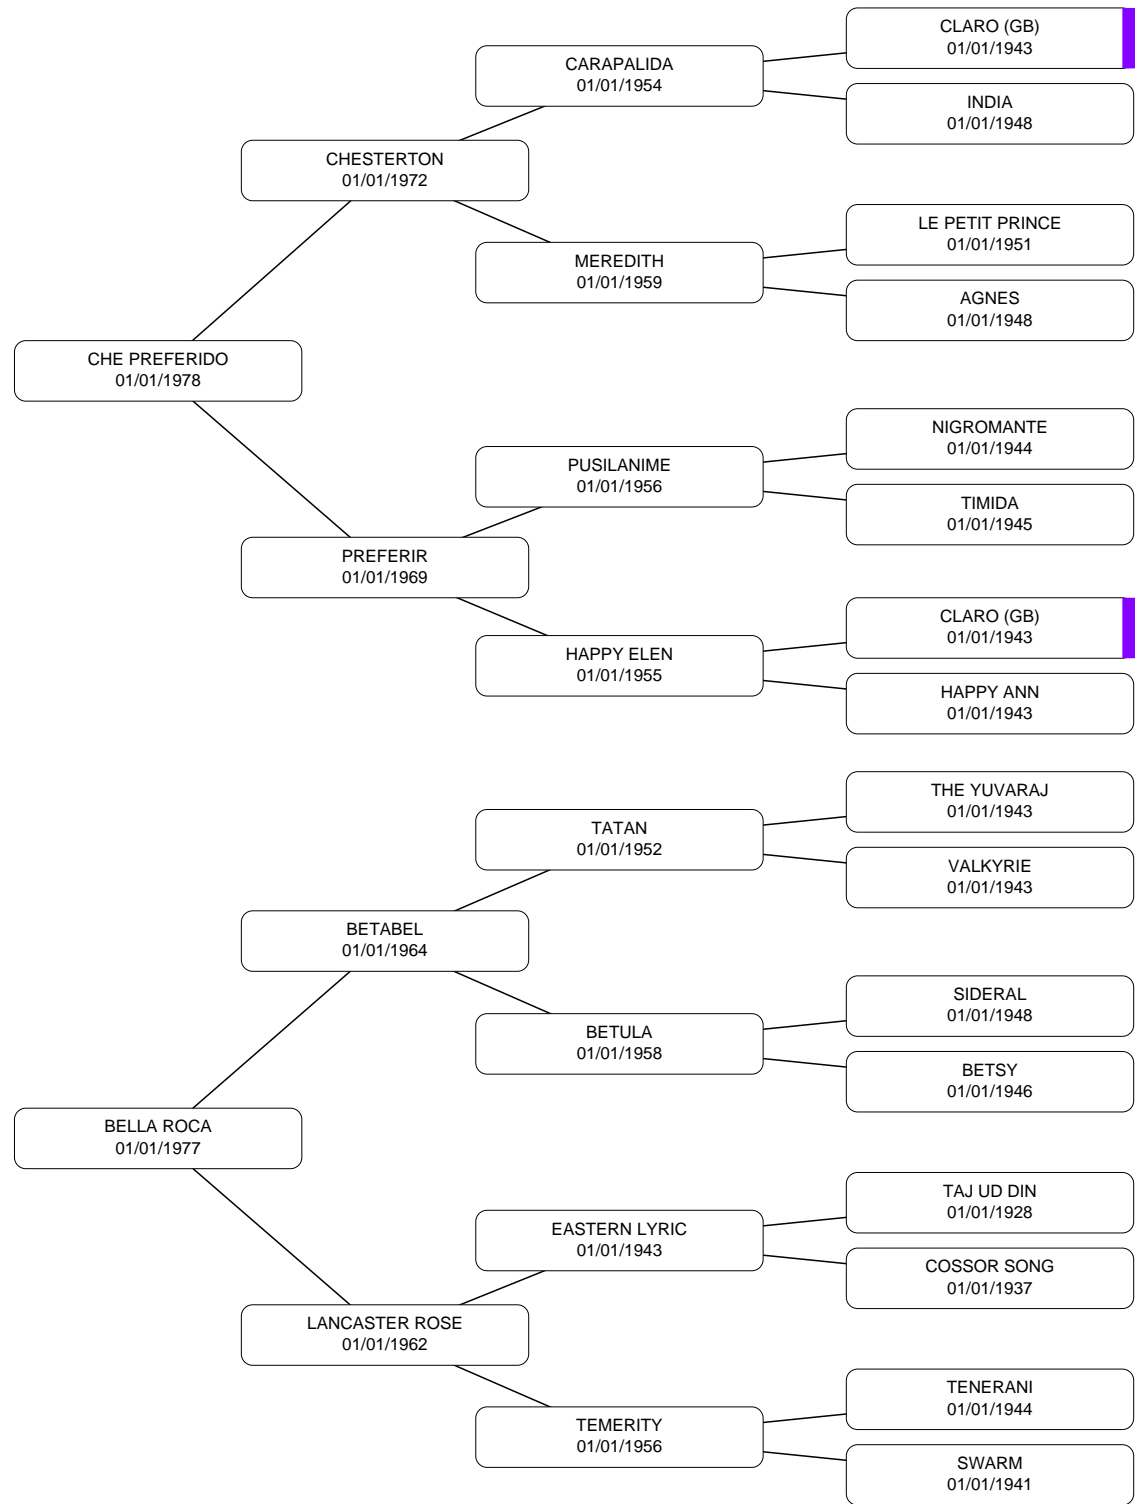 CLARO (GB)
01/01/1943
CARAPALIDA
01/01/1954
INDIA
01/01/1948
CHESTERTON
01/01/1972
LE PETIT PRINCE
01/01/1951
MEREDITH
01/01/1959
AGNES
01/01/1948
CHE PREFERIDO
01/01/1978
NIGROMANTE
01/01/1944
PUSILANIME
01/01/1956
TIMIDA
01/01/1945
PREFERIR
01/01/1969
CLARO (GB)
01/01/1943
HAPPY ELEN
01/01/1955
HAPPY ANN
01/01/1943
THE YUVARAJ
01/01/1943
TATAN
01/01/1952
VALKYRIE
01/01/1943
BETABEL
01/01/1964
SIDERAL
01/01/1948
BETULA
01/01/1958
BETSY
01/01/1946
BELLA ROCA
01/01/1977
TAJ UD DIN
01/01/1928
EASTERN LYRIC
01/01/1943
COSSOR SONG
01/01/1937
LANCASTER ROSE
01/01/1962
TENERANI
01/01/1944
TEMERITY
01/01/1956
SWARM
01/01/1941